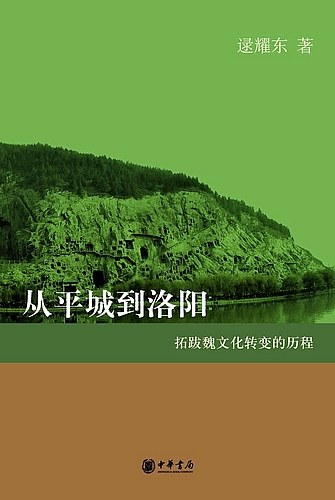 逯耀东 著
从平城到洛阳
拓跋魏文化转变的历程
中華書局